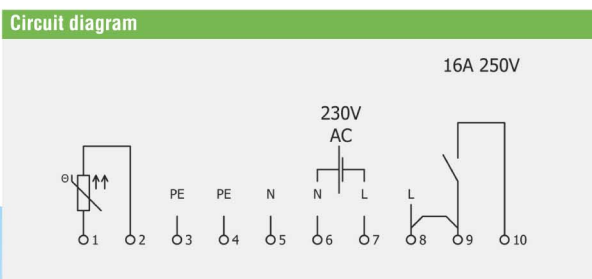 Circuit diagram
16A 250V
230V
AC
Θ
PE PE N N L L
1 2 3 4 5 6 7 8 9 10